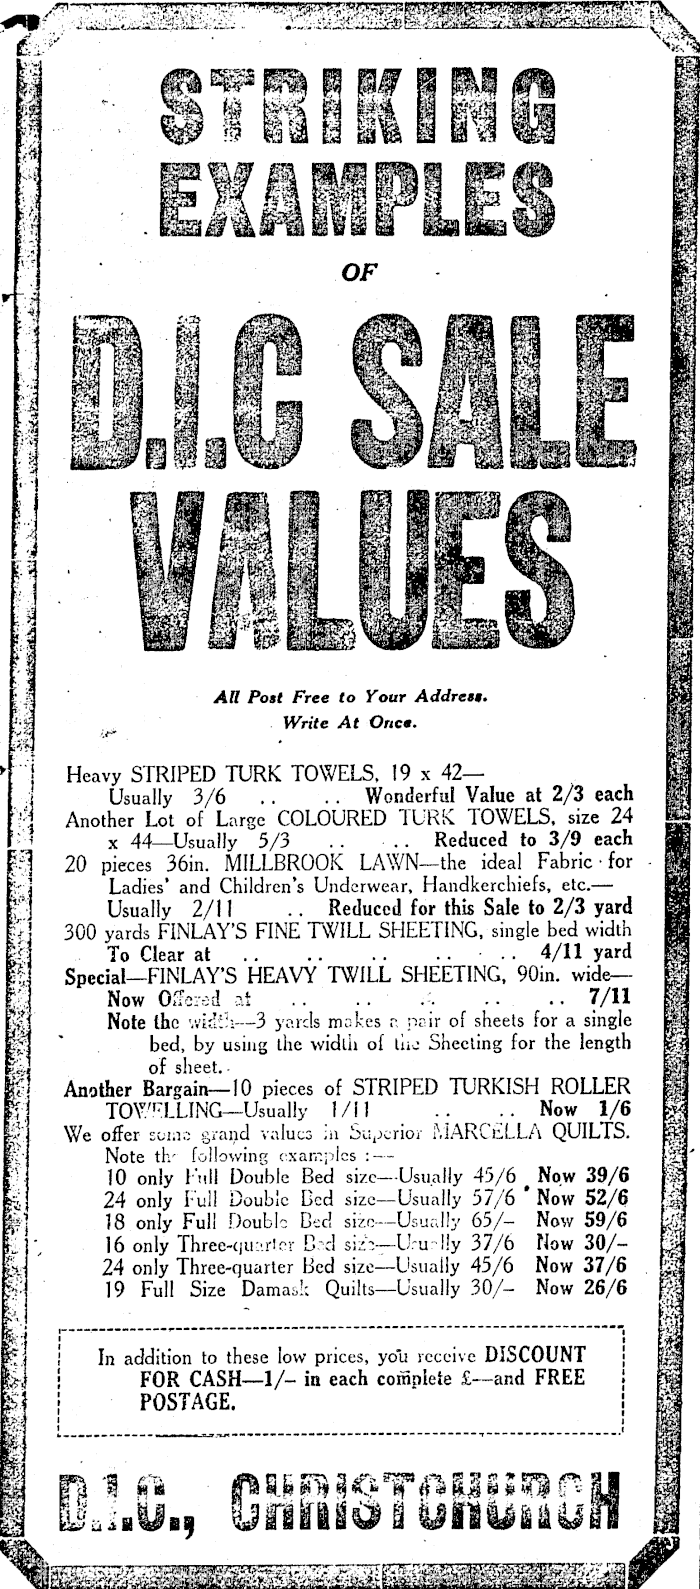 STRIKING
EXAMPLES
OF
D.I.C SALE
VALUES
All Post Free to Your Address.
Write At Once.
Heavy STRIPED TURK TOWELS, 19 x 42—
Usually 3/6 .. .. Wonderful Value at 2/3 each
Another Lot of Large COLOURED TURK TOWELS, size 24
x 44—Usually 5/3 .. .. Reduced to 3/9 each
20 pieces 36in. MILLBROOK LAWN—the ideal Fabric for
Ladies' and Children's Underwear, Handkerchiefs, etc.—
Usually 2/11 .. Reduced for this Sale to 2/3 yard
300 yards FINLAY'S FINE TWILL SHEETING, single bed width
To Clear at .. .. .. .. .. 4/11 yard
Special—FINLAY'S HEAVY TWILL SHEETING, 90in. wide—
Now Offered at .. .. .. .. .. 7/11
Note the width—3 yards makes a pair of sheets for a single
bed, by using the width of the Sheeting for the length
of sheet.
Another Bargain—10 pieces of STRIPED TURKISH ROLLER
TOWELLING—Usually 1/11 .. .. Now 1/6
We offer some grand values in Superior MARCELLA QUILTS.
Note the following examples :—
10 only Full Double Bed size—Usually 45/6 Now 39/6
24 only Full Double Bed size—Usually 57/6 Now 52/6
18 only Full Double Bed size—Usually 65/– Now 59/6
16 only Three-quarter Bed size—Usually 37/6 Now 30/–
24 only Three-quarter Bed size—Usually 45/6 Now 37/6
19 Full Size Damask Quilts—Usually 30/– Now 26/6
In addition to these low prices, you receive DISCOUNT
FOR CASH—1/– in each complete £—and FREE
POSTAGE.
D.I.C., CHRISTCHURCH